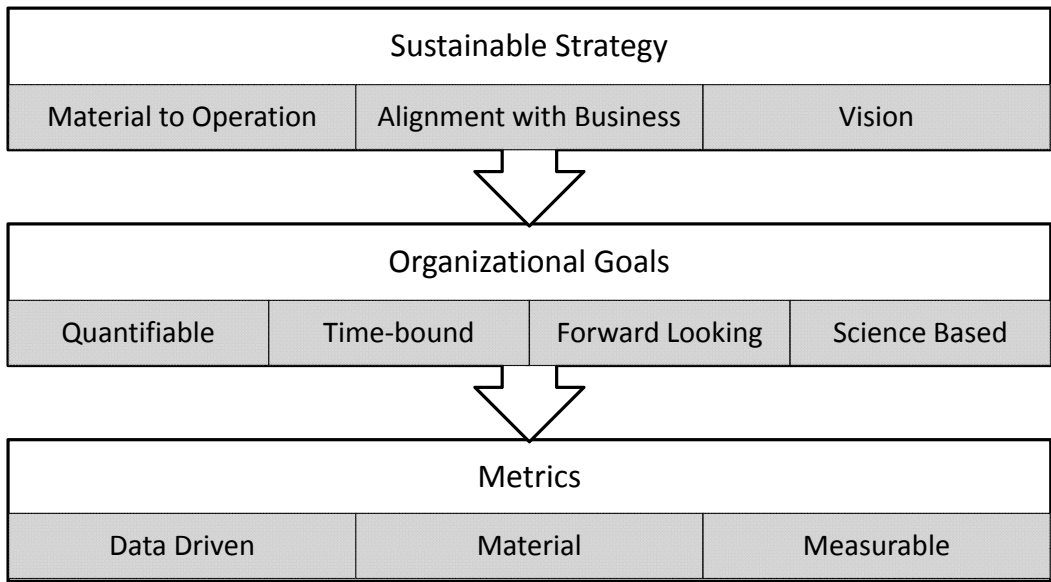 Sustainable Strategy
Material to Operation
Alignment with Business
Vision
Organizational Goals
Quantifiable
Time-bound
Forward Looking
Science Based
Metrics
Data Driven
Material
Measurable